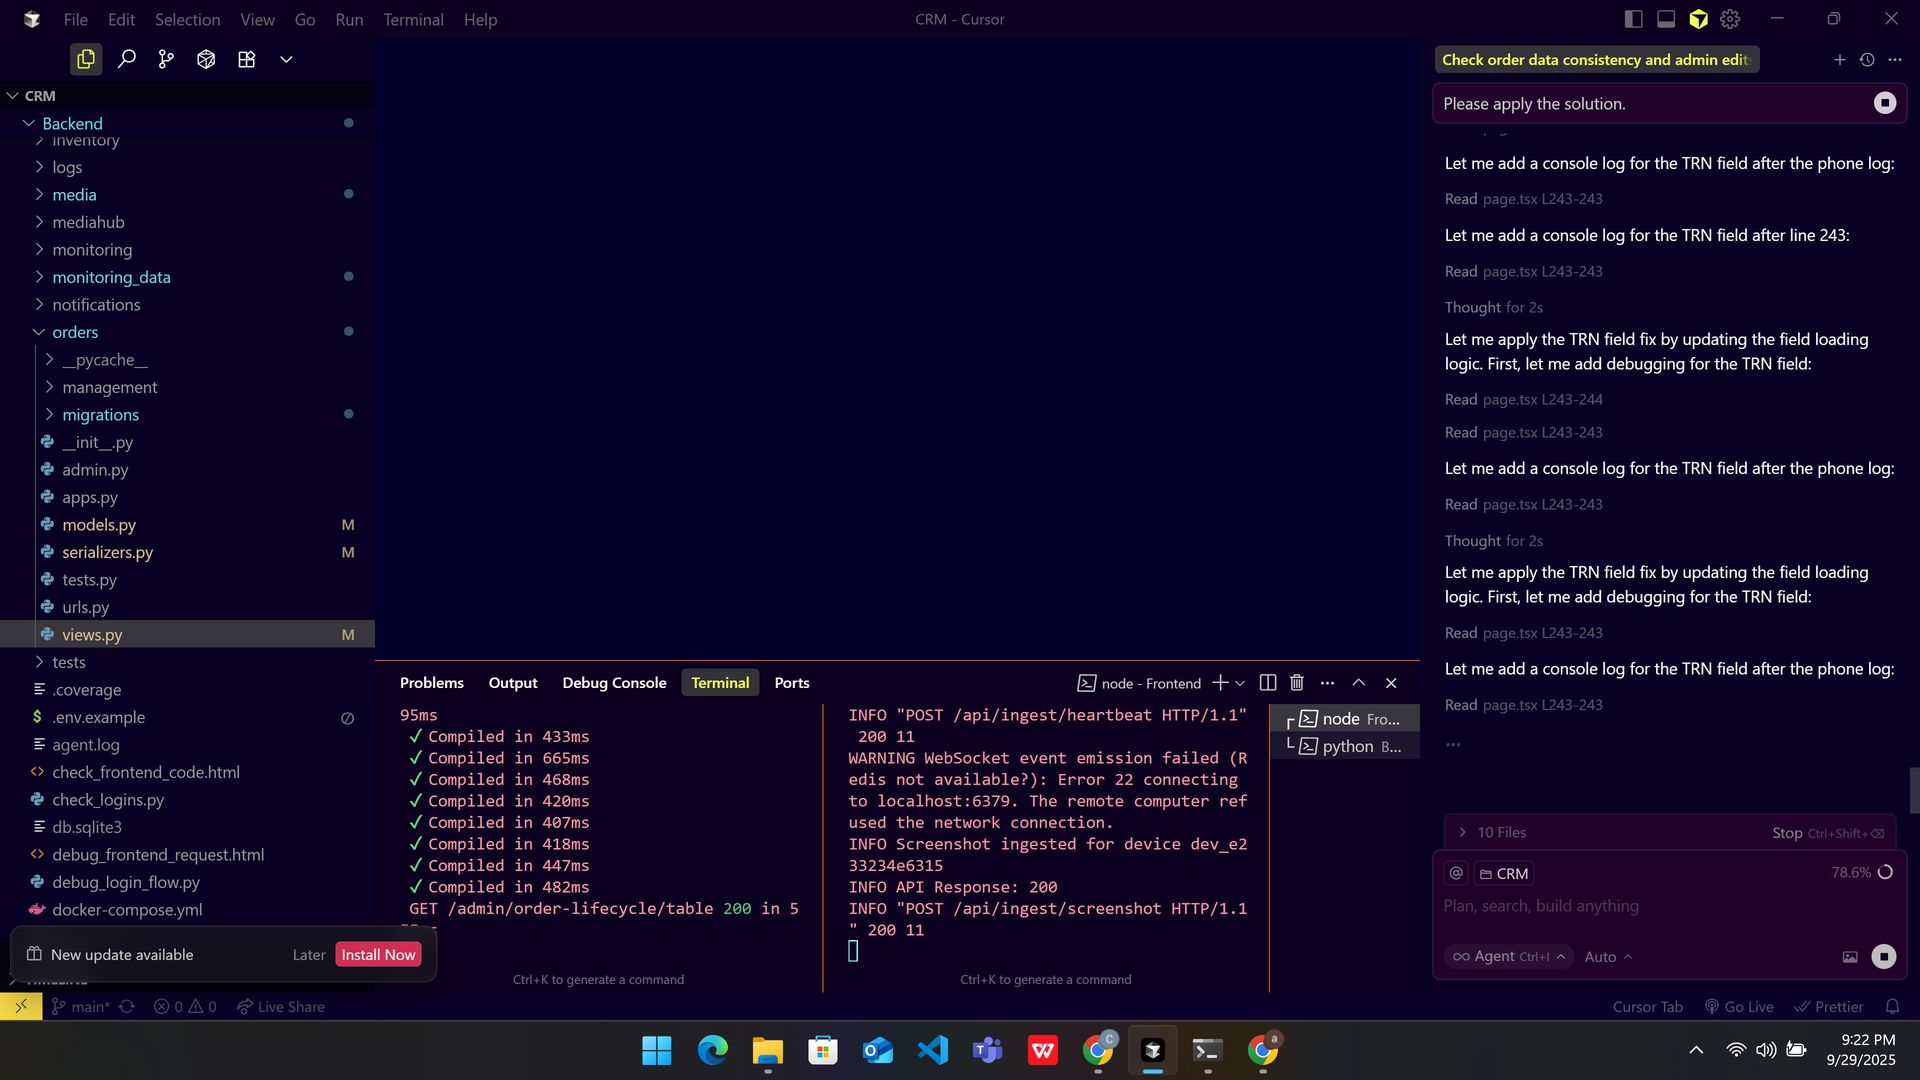 File Edit Selection View Go Run Terminal Help
CRM - Cursor
CRM
Backend
inventory
logs
media
mediahub
monitoring
monitoring_data
notifications
orders
__pycache__
management
migrations
__init__.py
admin.py
apps.py
models.py M
serializers.py M
tests.py
urls.py
views.py M
tests
.coverage
.env.example
agent.log
check_frontend_code.html
check_logins.py
db.sqlite3
debug_frontend_request.html
debug_login_flow.py
docker-compose.yml
New update available Later Install Now
TIMELINE
Problems Output Debug Console Terminal Ports
node - Frontend
95ms
✓ Compiled in 433ms
✓ Compiled in 665ms
✓ Compiled in 468ms
✓ Compiled in 420ms
✓ Compiled in 407ms
✓ Compiled in 418ms
✓ Compiled in 447ms
✓ Compiled in 482ms
GET /admin/order-lifecycle/table 200 in 5
Ctrl+K to generate a command
INFO "POST /api/ingest/heartbeat HTTP/1.1"
200 11
WARNING WebSocket event emission failed (R
edis not available?): Error 22 connecting
to localhost:6379. The remote computer ref
used the network connection.
INFO Screenshot ingested for device dev_e2
33234e6315
INFO API Response: 200
INFO "POST /api/ingest/screenshot HTTP/1.1
" 200 11
Ctrl+K to generate a command
node Fro...
python B...
Check order data consistency and admin edit
Please apply the solution.
Let me add a console log for the TRN field after the phone log:
Read page.tsx L243-243
Let me add a console log for the TRN field after line 243:
Read page.tsx L243-243
Thought for 2s
Let me apply the TRN field fix by updating the field loading
logic. First, let me add debugging for the TRN field:
Read page.tsx L243-244
Read page.tsx L243-243
Let me add a console log for the TRN field after the phone log:
Read page.tsx L243-243
Thought for 2s
Let me apply the TRN field fix by updating the field loading
logic. First, let me add debugging for the TRN field:
Read page.tsx L243-243
Let me add a console log for the TRN field after the phone log:
Read page.tsx L243-243
10 Files Stop Ctrl+Shift+⌫
@ CRM 78.6%
Plan, search, build anything
Agent Ctrl+I Auto
main* 0 0 Live Share
Cursor Tab Go Live Prettier
9:22 PM
9/29/2025